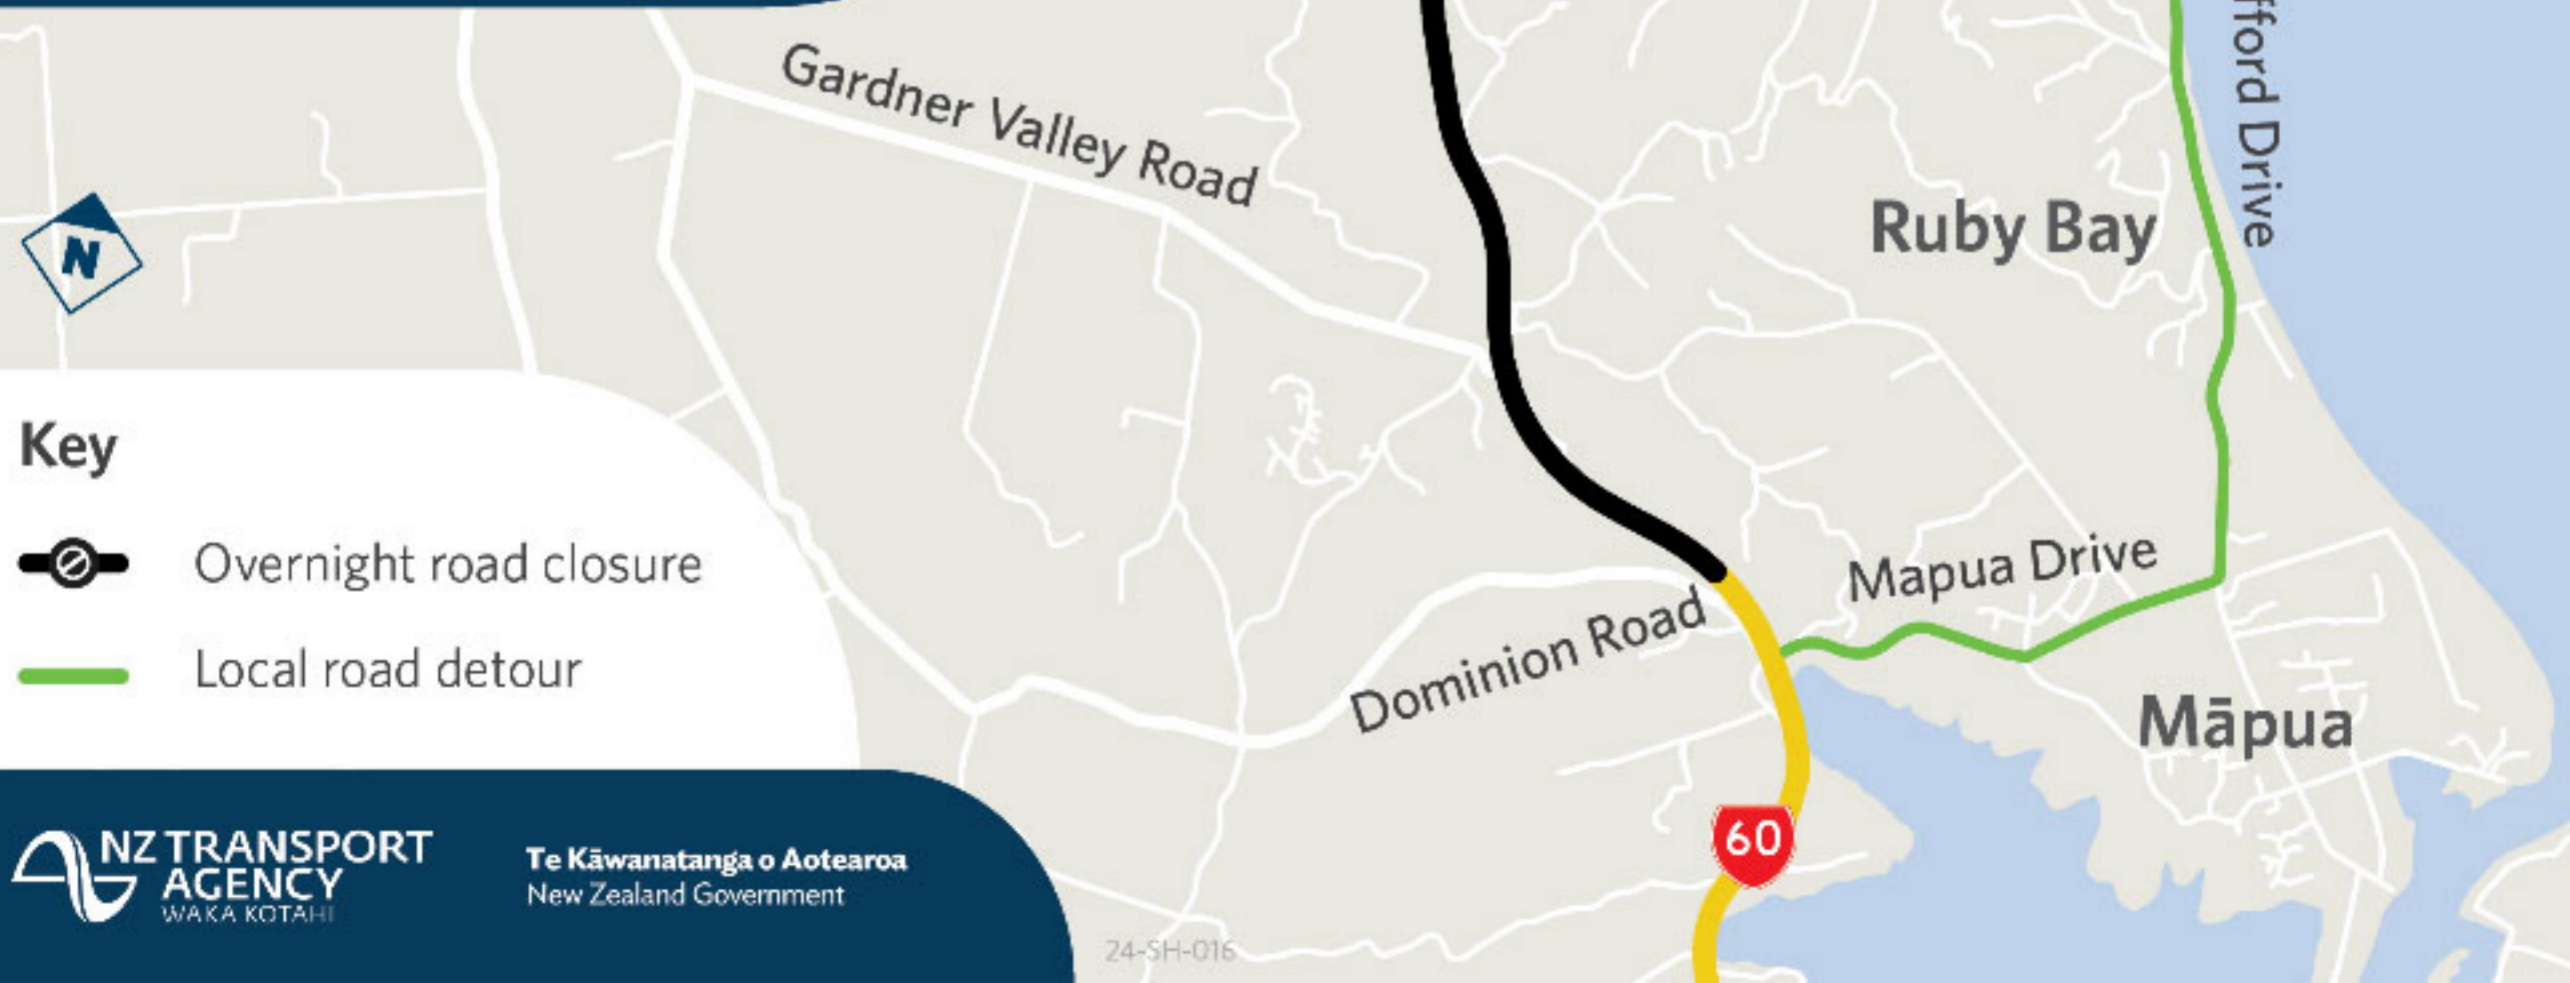 Gardner Valley Road
fford Drive
Ruby Bay
N
Key
Overnight road closure
Local road detour
Mapua Drive
Dominion Road
Māpua
60
NZ TRANSPORT
AGENCY
WAKA KOTAHI
Te Kāwanatanga o Aotearoa
New Zealand Government
24-SH-016